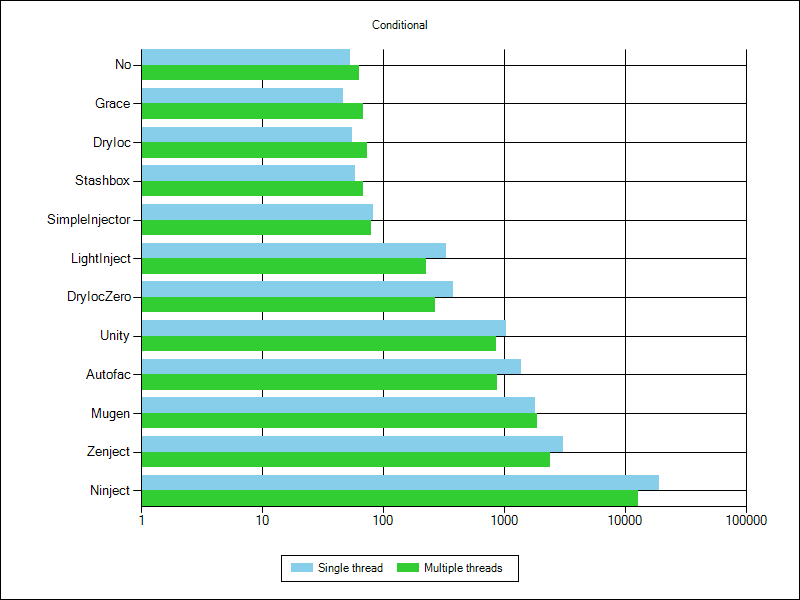 Conditional
No
Grace
DryIoc
Stashbox
SimpleInjector
LightInject
DryIocZero
Unity
Autofac
Mugen
Zenject
Ninject
1 10 100 1000 10000 100000
Single thread Multiple threads